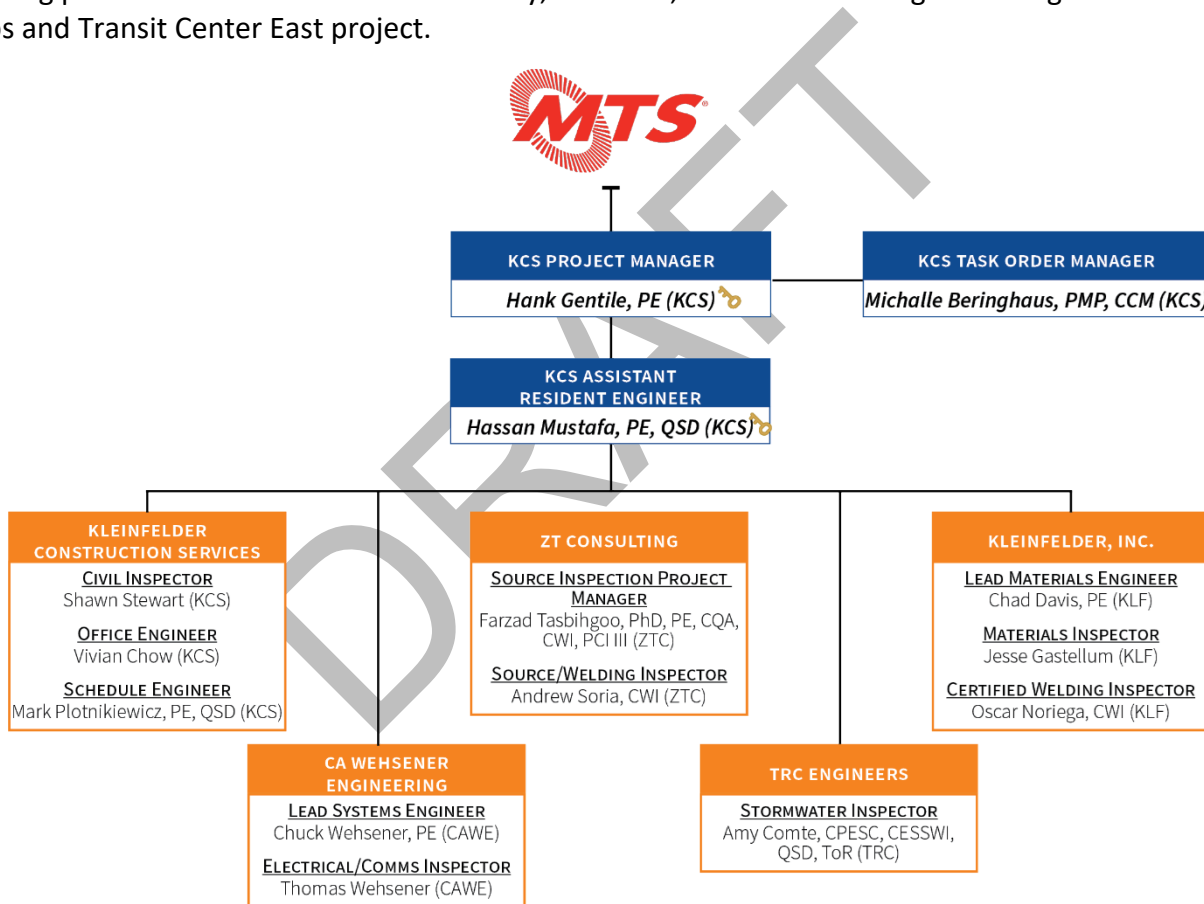 and Transit Center East project.
MTS
DRAFT
KCS PROJECT MANAGER
Hank Gentile, PE (KCS)
KCS TASK ORDER MANAGER
Michalle Beringhaus, PMP, CCM (KCS)
KCS ASSISTANT
RESIDENT ENGINEER
Hassan Mustafa, PE, QSD (KCS)
KLEINFELDER
CONSTRUCTION SERVICES
CIVIL INSPECTOR
Shawn Stewart (KCS)
OFFICE ENGINEER
Vivian Chow (KCS)
SCHEDULE ENGINEER
Mark Plotnikiewicz, PE, QSD (KCS)
ZT CONSULTING
SOURCE INSPECTION PROJECT
MANAGER
Farzad Tasbihgoo, PhD, PE, CQA,
CWI, PCI III (ZTC)
SOURCE/WELDING INSPECTOR
Andrew Soria, CWI (ZTC)
KLEINFELDER, INC.
LEAD MATERIALS ENGINEER
Chad Davis, PE (KLF)
MATERIALS INSPECTOR
Jesse Gastellum (KLF)
CERTIFIED WELDING INSPECTOR
Oscar Noriega, CWI (KLF)
CA WEHSENER
ENGINEERING
LEAD SYSTEMS ENGINEER
Chuck Wehsener, PE (CAWE)
ELECTRICAL/COMMS INSPECTOR
Thomas Wehsener (CAWE)
TRC ENGINEERS
STORMWATER INSPECTOR
Amy Comte, CPESC, CESSWI,
QSD, ToR (TRC)